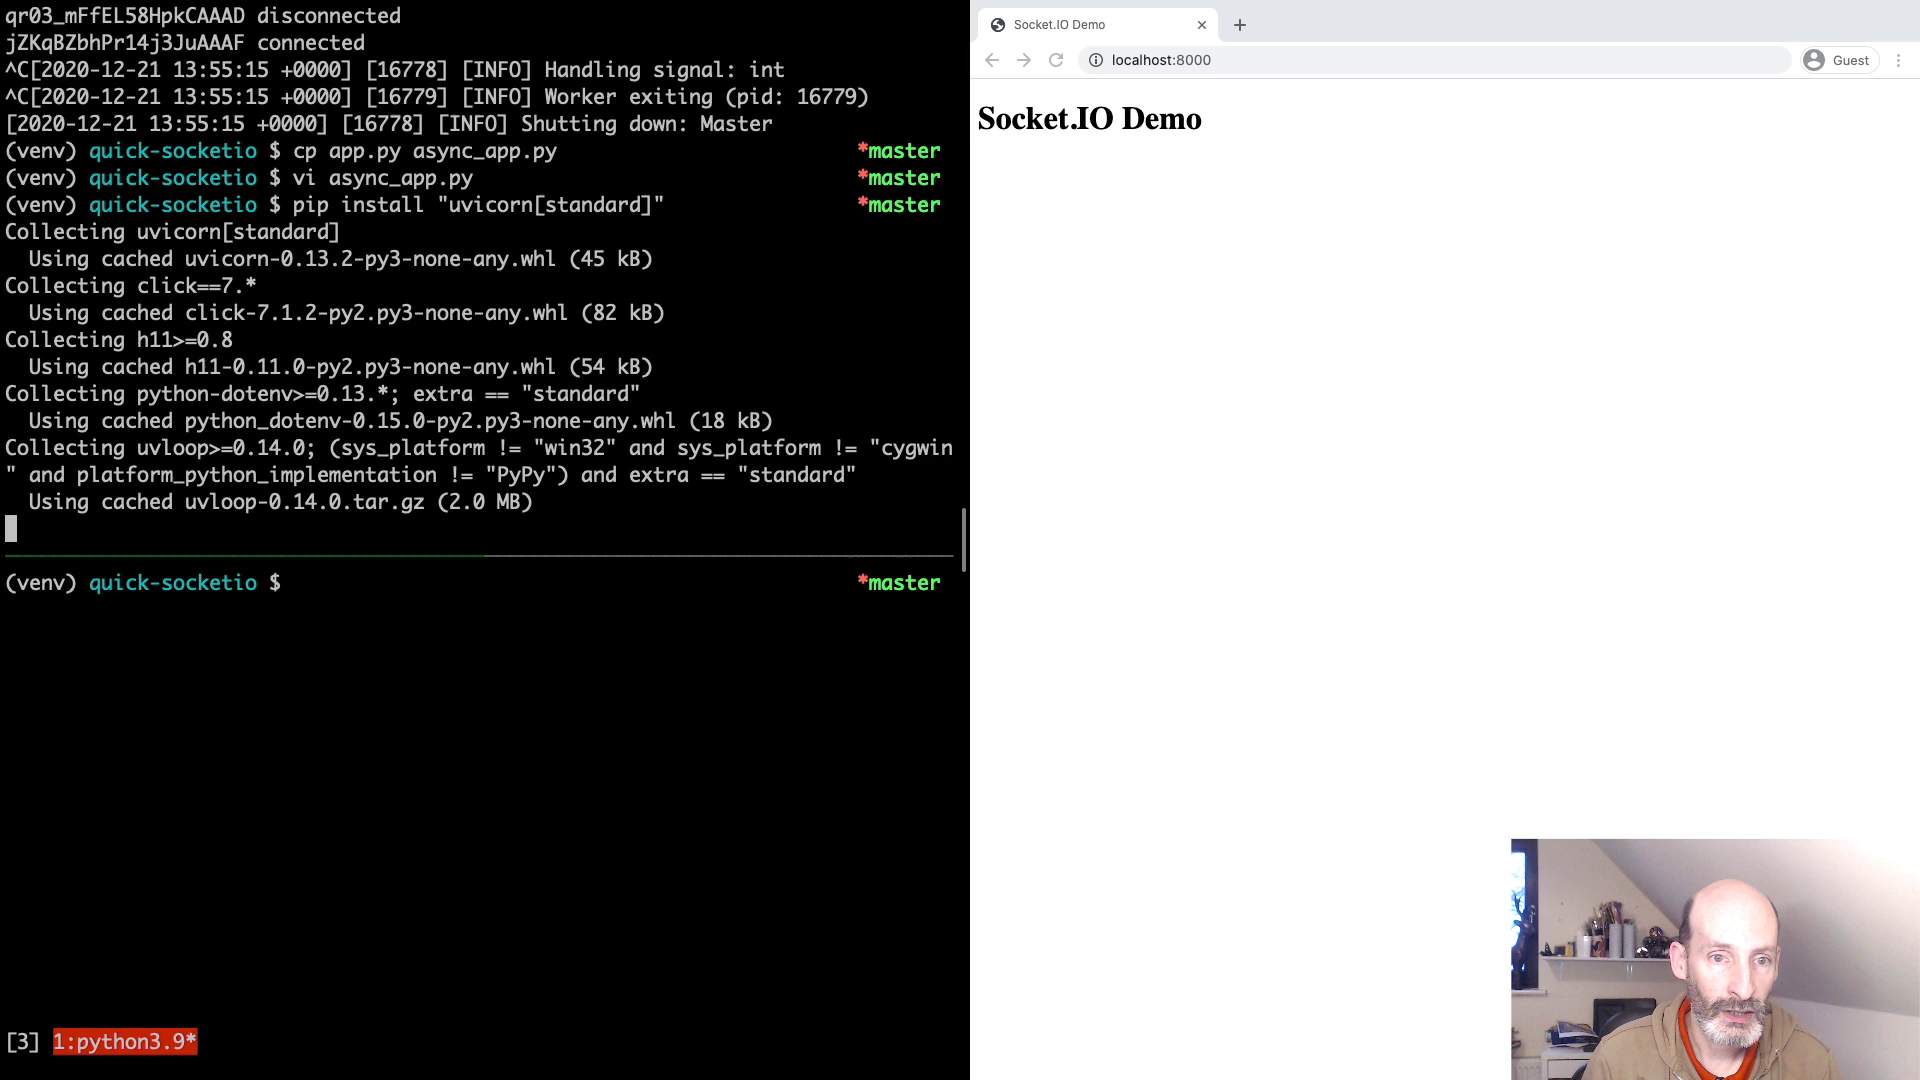 qr03_mFfEL58HpkCAAAD disconnected
jZKqBZbhPr14j3JuAAAF connected
^C[2020-12-21 13:55:15 +0000] [16778] [INFO] Handling signal: int
^C[2020-12-21 13:55:15 +0000] [16779] [INFO] Worker exiting (pid: 16779)
[2020-12-21 13:55:15 +0000] [16778] [INFO] Shutting down: Master
(venv) quick-socketio $ cp app.py async_app.py *master
(venv) quick-socketio $ vi async_app.py *master
(venv) quick-socketio $ pip install "uvicorn[standard]" *master
Collecting uvicorn[standard]
  Using cached uvicorn-0.13.2-py3-none-any.whl (45 kB)
Collecting click==7.*
  Using cached click-7.1.2-py2.py3-none-any.whl (82 kB)
Collecting h11>=0.8
  Using cached h11-0.11.0-py2.py3-none-any.whl (54 kB)
Collecting python-dotenv>=0.13.*; extra == "standard"
  Using cached python_dotenv-0.15.0-py2.py3-none-any.whl (18 kB)
Collecting uvloop>=0.14.0; (sys_platform != "win32" and sys_platform != "cygwin
" and platform_python_implementation != "PyPy") and extra == "standard"
  Using cached uvloop-0.14.0.tar.gz (2.0 MB)
(venv) quick-socketio $ *master
[3] 1:python3.9*
Socket.IO Demo
localhost:8000
Guest
Socket.IO Demo